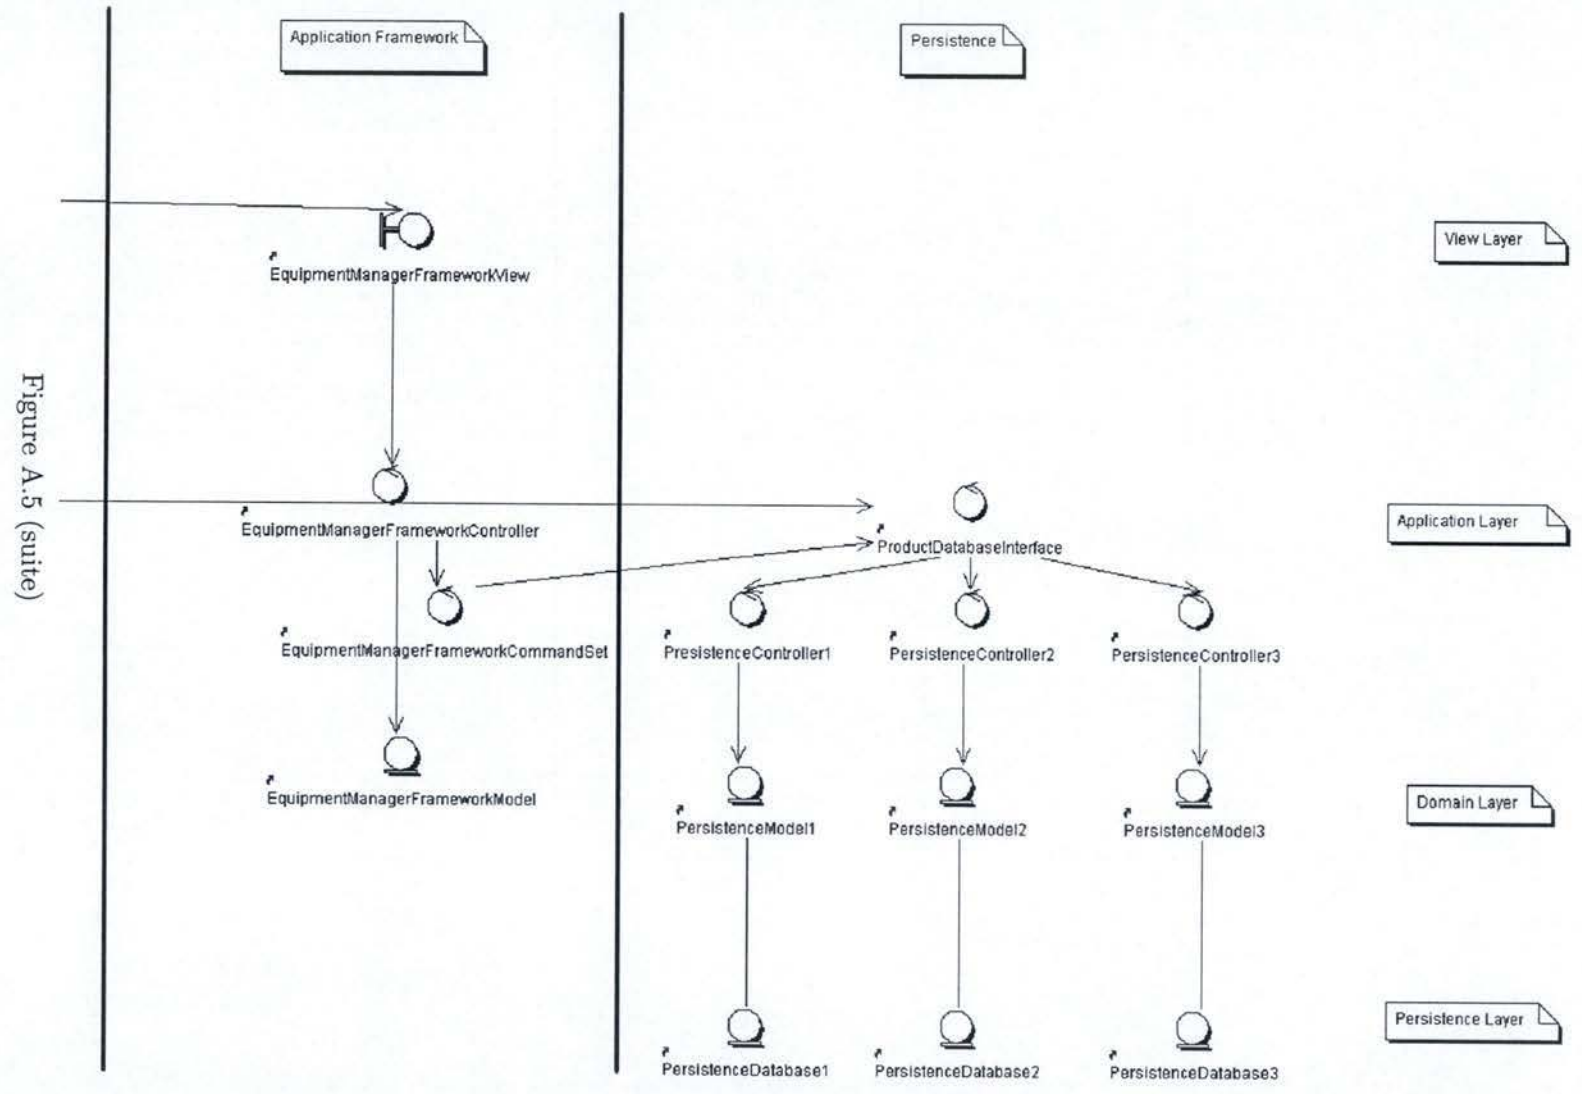 Application Framework
Persistence
View Layer
EquipmentManagerFrameworkView
Figure A.5 (suite)
Application Layer
EquipmentManagerFrameworkController
ProductDatabaseInterface
EquipmentManagerFrameworkCommandSet
PresistenceController1
PersistenceController2
PersistenceController3
EquipmentManagerFrameworkModel
Domain Layer
PersistenceModel1
PersistenceModel2
PersistenceModel3
Persistence Layer
PersistenceDatabase1
PersistenceDatabase2
PersistenceDatabase3